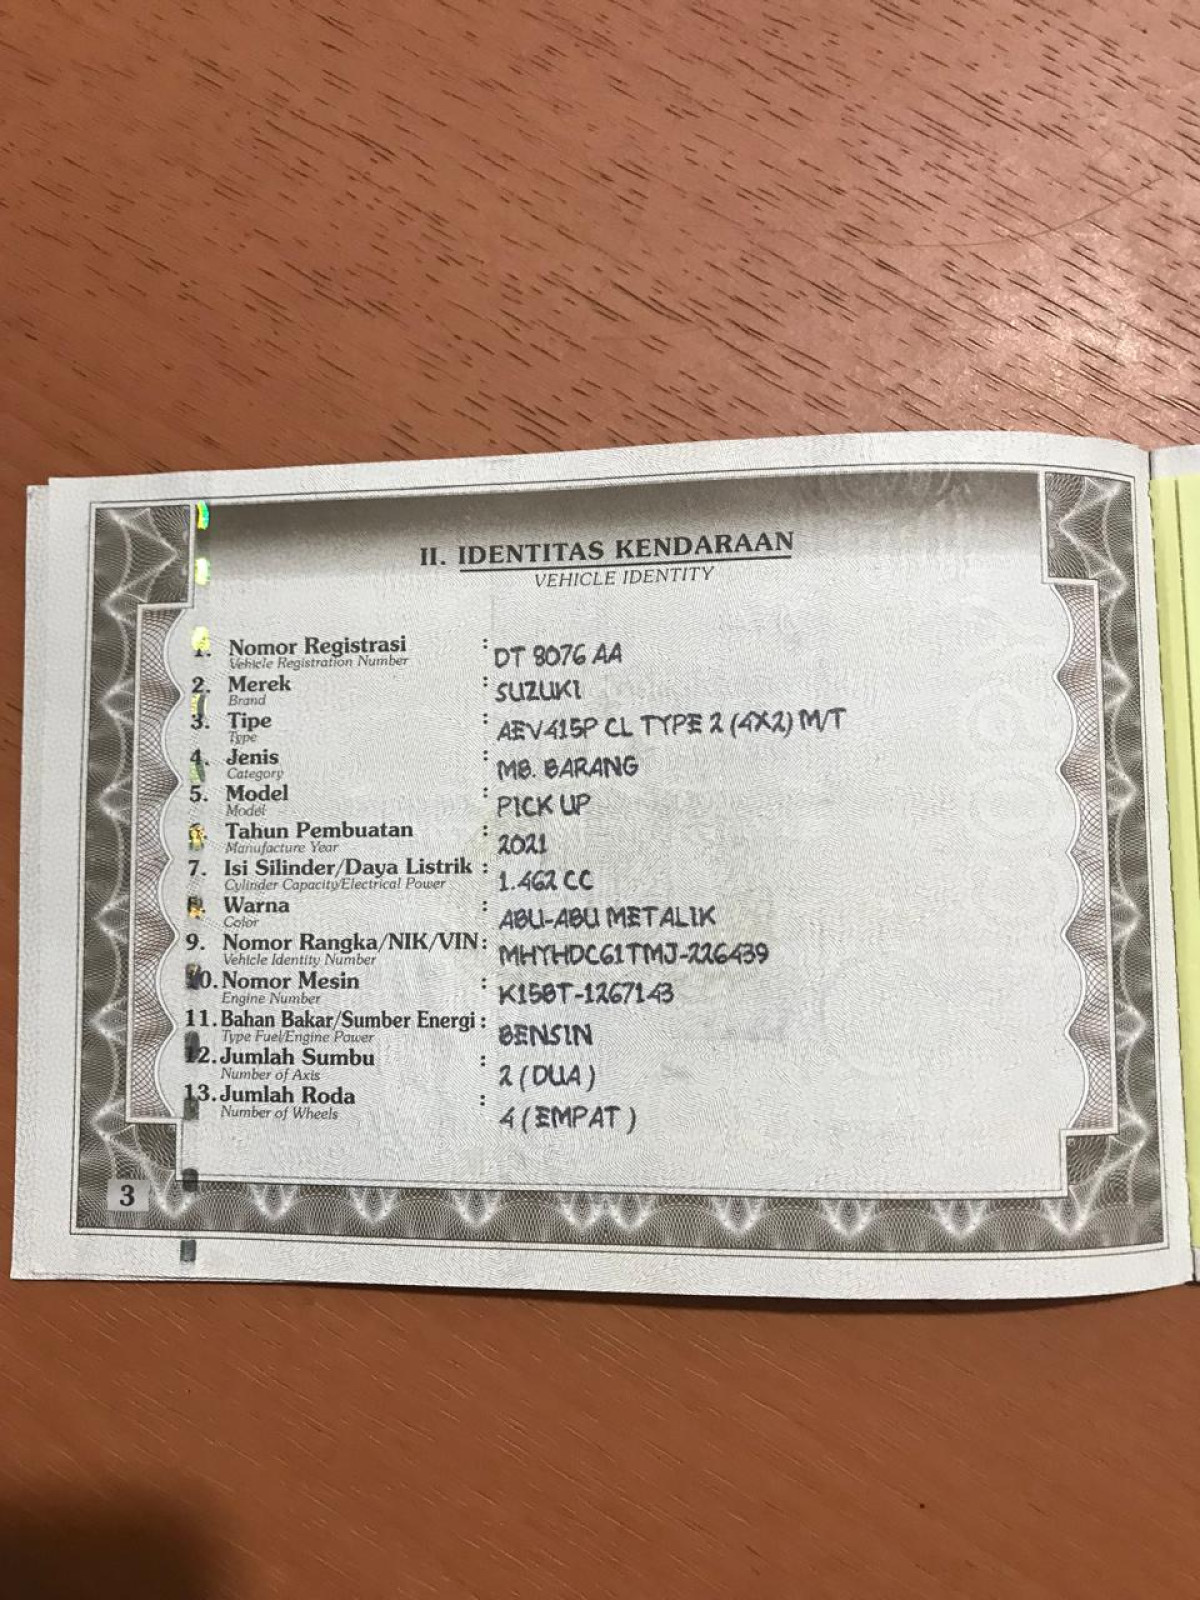 II. IDENTITAS KENDARAAN
VEHICLE IDENTITY
1. Nomor Registrasi : DT 8076 AA
Vehicle Registration Number
2. Merek : SUZUKI
Brand
3. Tipe : AEV415P CL TYPE 2 (4X2) M/T
Type
4. Jenis : MB. BARANG
Category
5. Model : PICK UP
Model
6. Tahun Pembuatan : 2021
Manufacture Year
7. Isi Silinder/Daya Listrik : 1.462 CC
Cylinder Capacity/Electrical Power
8. Warna : ABU-ABU METALIK
Color
9. Nomor Rangka/NIK/VIN : MHYHDC61TMJ-226439
Vehicle Identity Number
10. Nomor Mesin : K15BT-1267143
Engine Number
11. Bahan Bakar/Sumber Energi : BENSIN
Type Fuel/Engine Power
12. Jumlah Sumbu : 2 (DUA)
Number of Axis
13. Jumlah Roda : 4 (EMPAT)
Number of Wheels
3